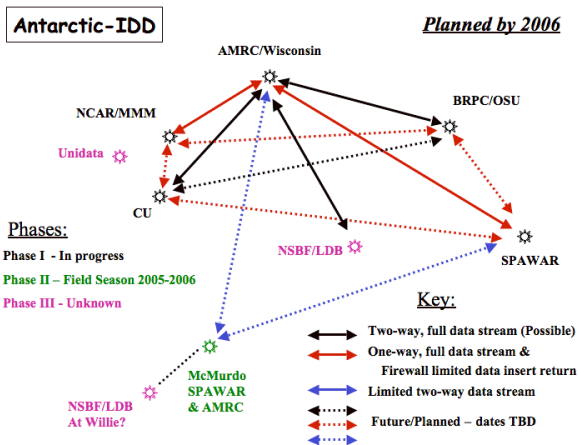 Antarctic-IDD
Planned by 2006
AMRC/Wisconsin
NCAR/MMM
BRPC/OSU
Unidata
CU
Phases:
NSBF/LDB
SPAWAR
Phase I - In progress
Phase II – Field Season 2005-2006
Phase III - Unknown
Key:
Two-way, full data stream (Possible)
One-way, full data stream &
Firewall limited data insert return
McMurdo
SPAWAR
& AMRC
Limited two-way data stream
NSBF/LDB
At Willie?
Future/Planned – dates TBD